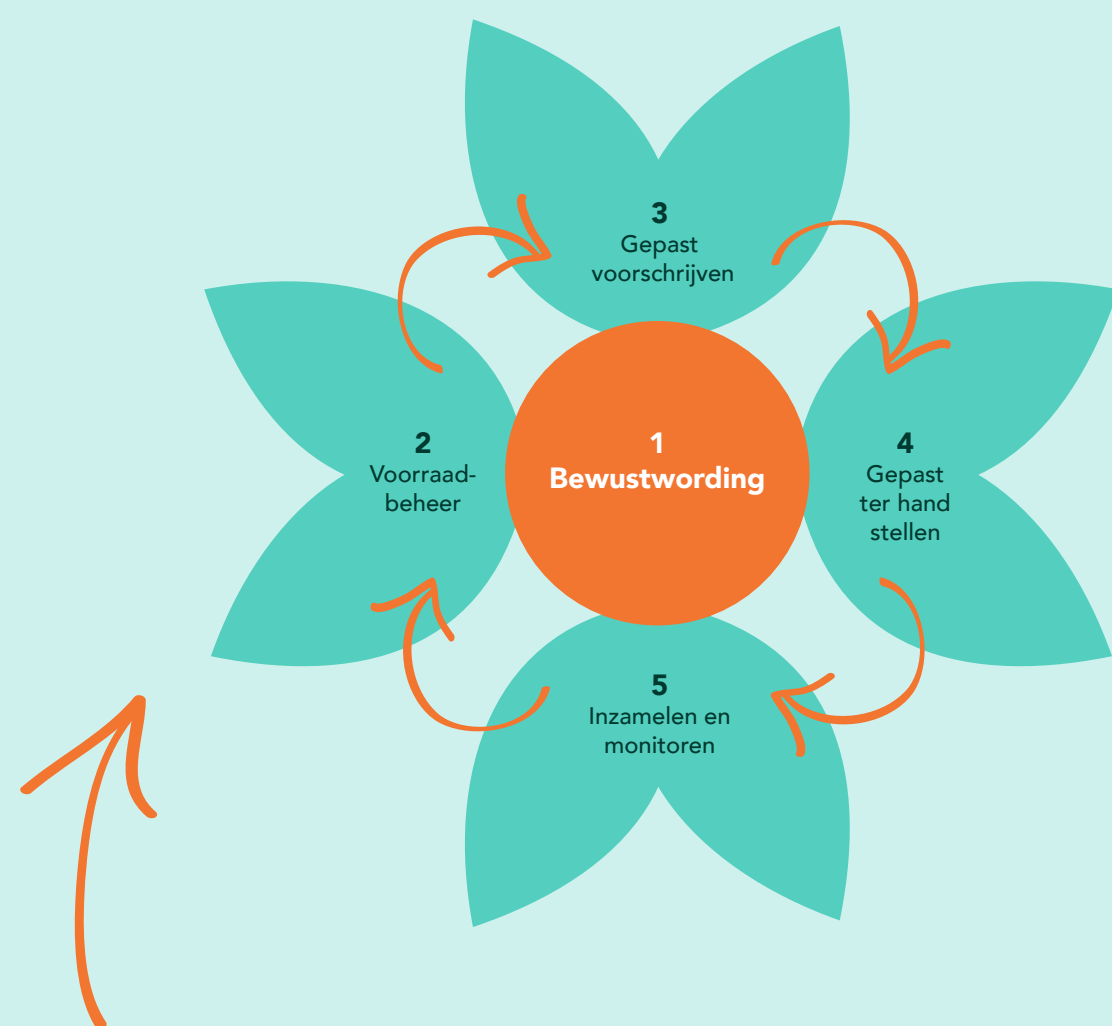 3
Gepast
voorschrijven
2
Voorraad-
beheer
1
Bewustwording
4
Gepast
ter hand
stellen
5
Inzamelen en
monitoren